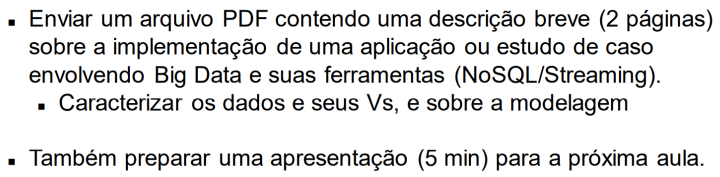 ▪ Enviar um arquivo PDF contendo uma descrição breve (2 páginas)
sobre a implementação de uma aplicação ou estudo de caso
envolvendo Big Data e suas ferramentas (NoSQL/Streaming).
▪ Caracterizar os dados e seus Vs, e sobre a modelagem
▪ Também preparar uma apresentação (5 min) para a próxima aula.